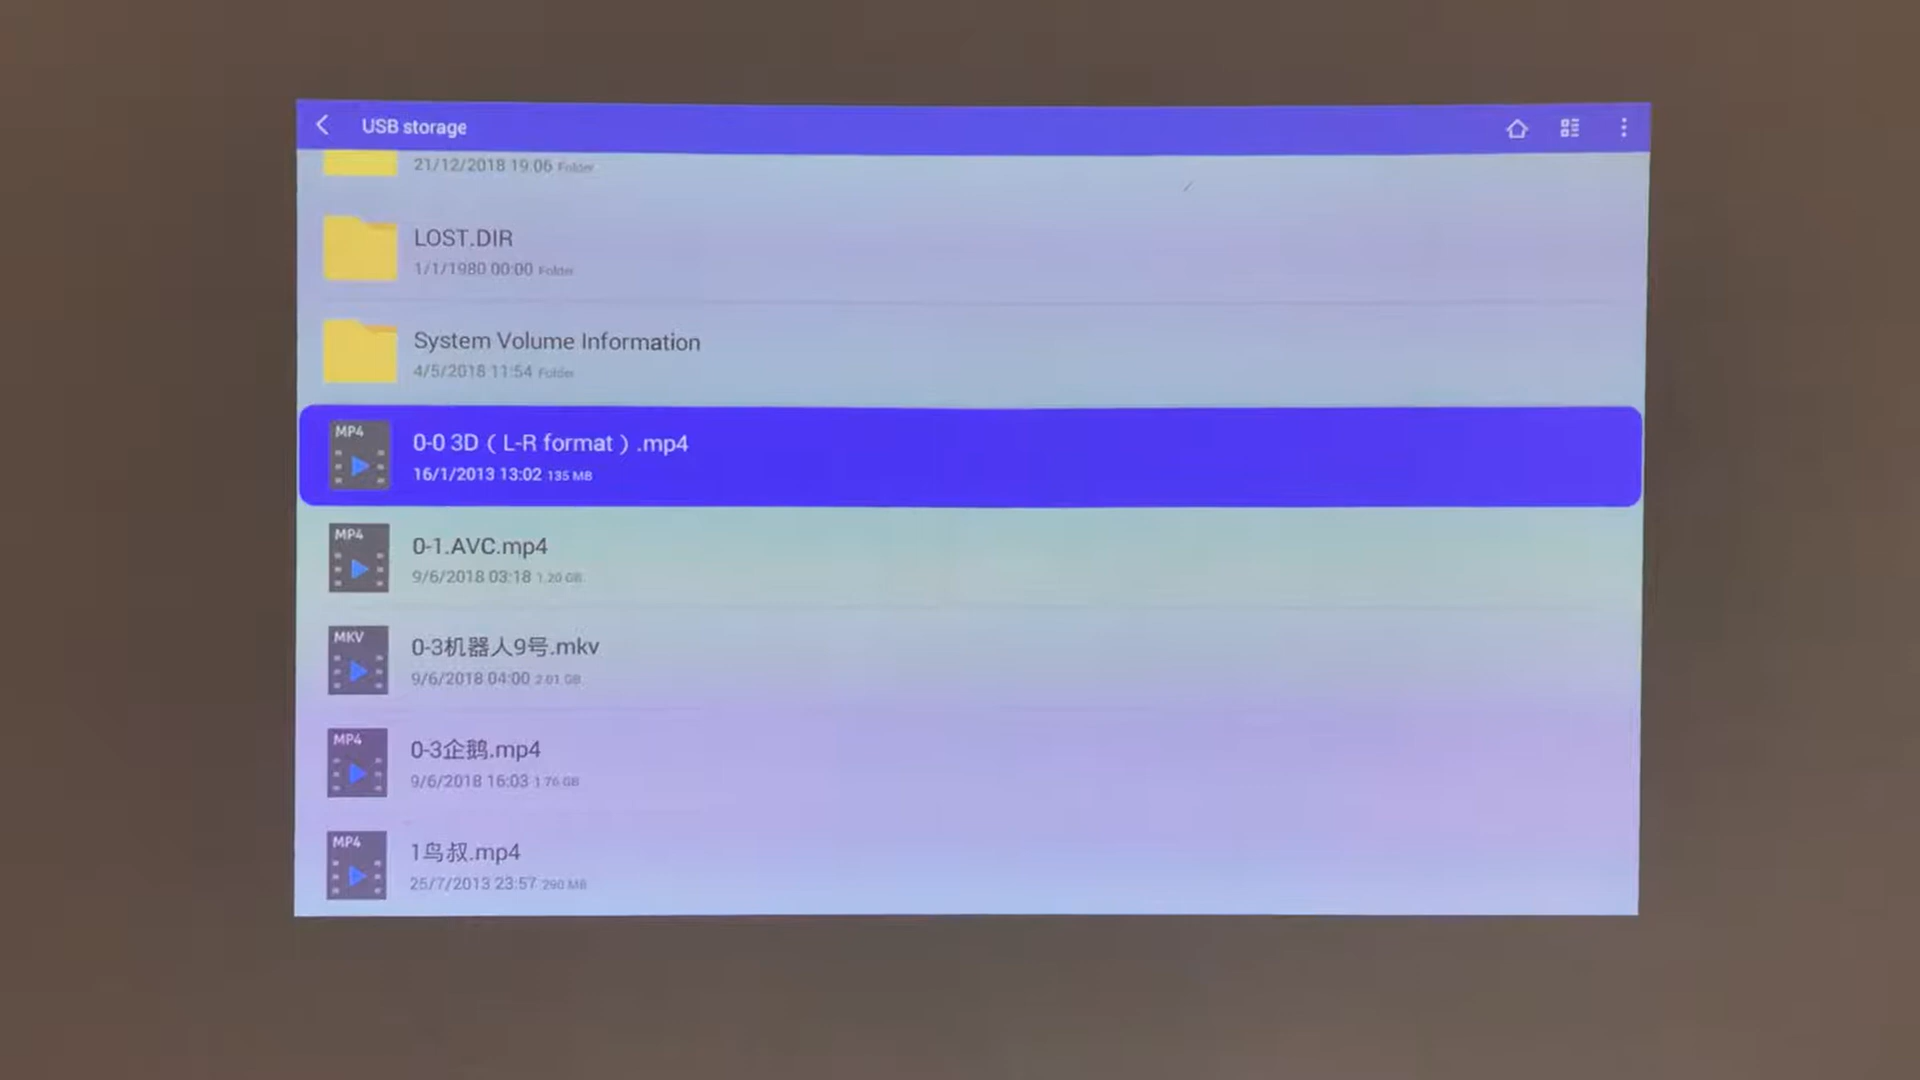 USB storage
21/12/2018 19:06 Folder
LOST.DIR
1/1/1980 00:00 Folder
System Volume Information
4/5/2018 11:54 Folder
MP4
0-0 3D（L-R format）.mp4
16/1/2013 13:02 135 MB
MP4
0-1.AVC.mp4
9/6/2018 03:18 1.20 GB
MKV
0-3机器人9号.mkv
9/6/2018 04:00 2.01 GB
MP4
0-3企鹅.mp4
9/6/2018 16:03 1.76 GB
MP4
1鸟叔.mp4
25/7/2013 23:57 290 MB